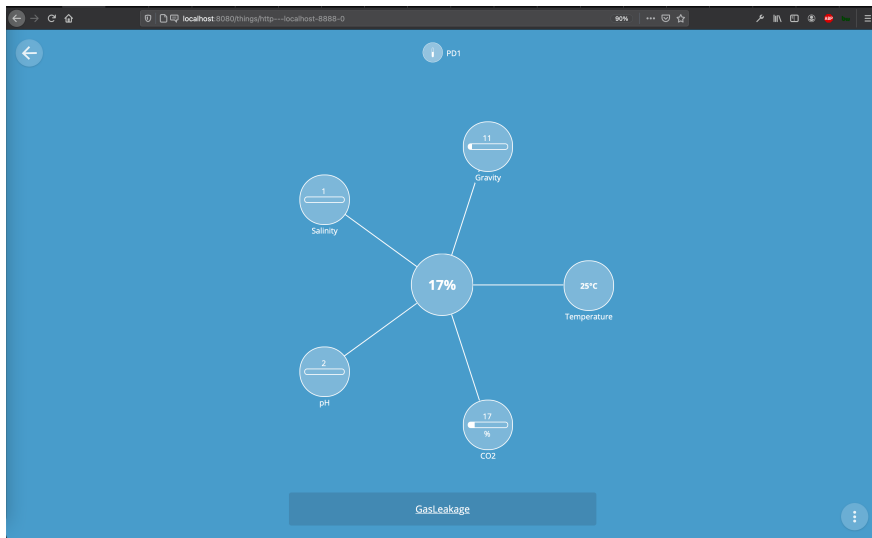 localhost:8080/things/http---localhost-8888-0
90%
ABP
PD1
11
Gravity
1
Salinity
17%
25°C
Temperature
2
pH
17
%
CO2
GasLeakage